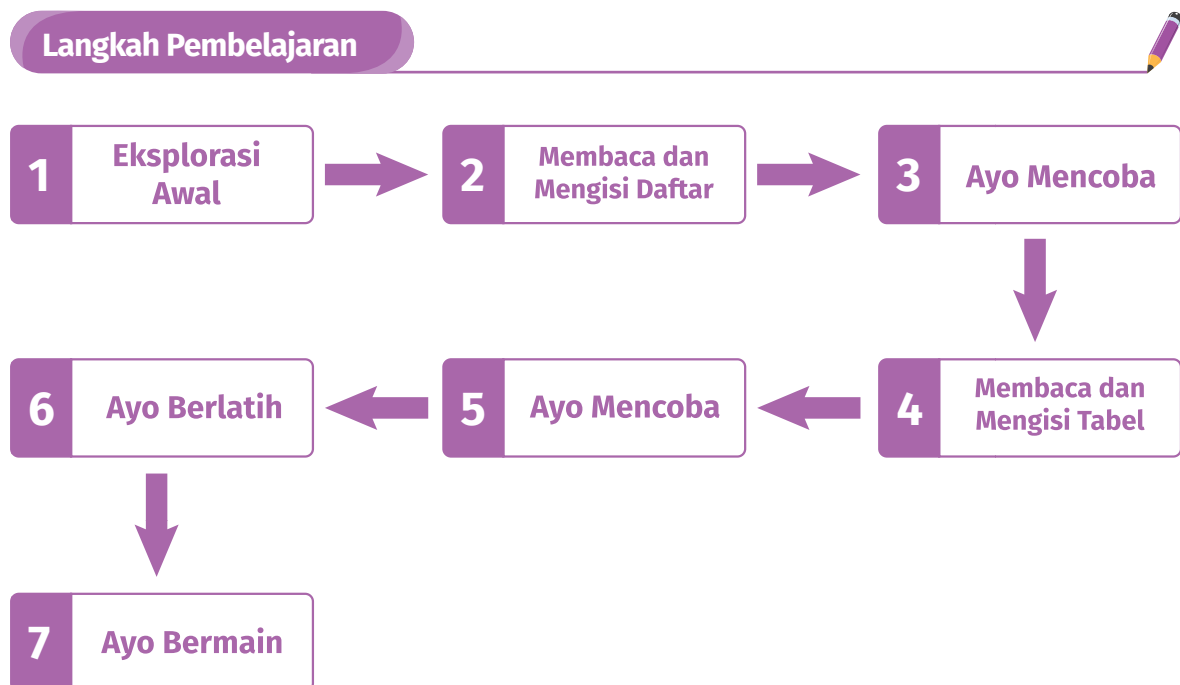 Langkah Pembelajaran
1
Eksplorasi
Awal
2
Membaca dan
Mengisi Daftar
3
Ayo Mencoba
4
Membaca dan
Mengisi Tabel
5
Ayo Mencoba
6
Ayo Berlatih
7
Ayo Bermain